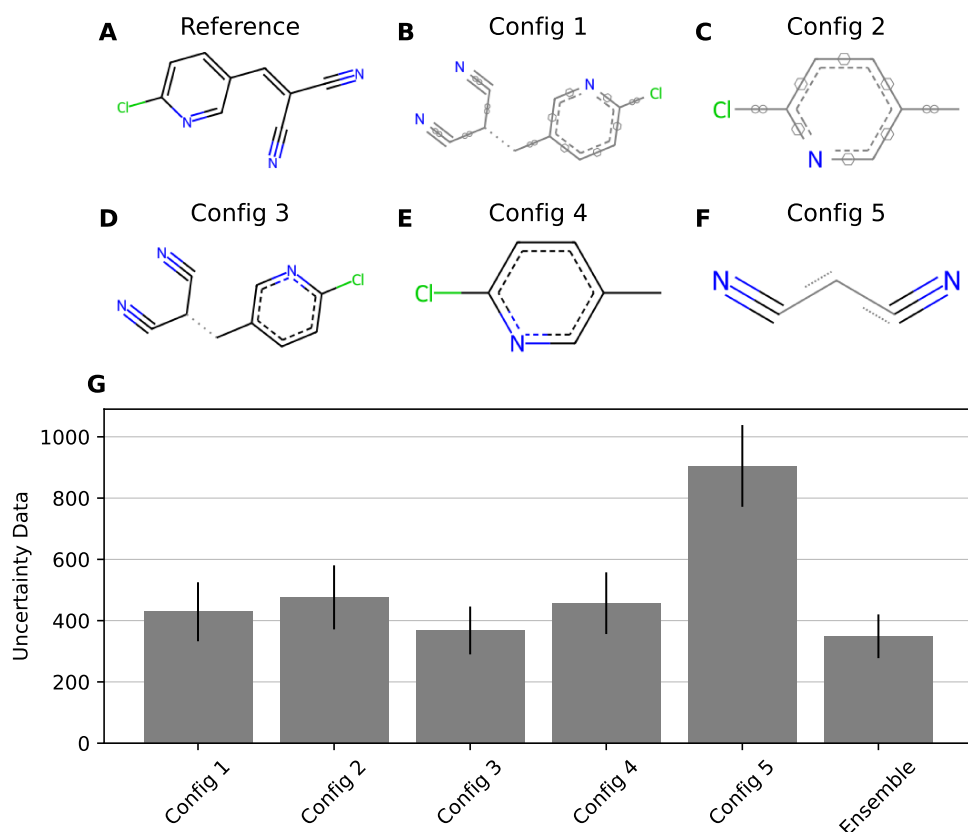 A Reference
B Config 1
C Config 2
Cl N N N
N N N Cl
Cl N
D Config 3
E Config 4
F Config 5
N N N Cl
Cl N
N N
G
Uncertainty Data
1000
800
600
400
200
0
Config 1 Config 2 Config 3 Config 4 Config 5 Ensemble